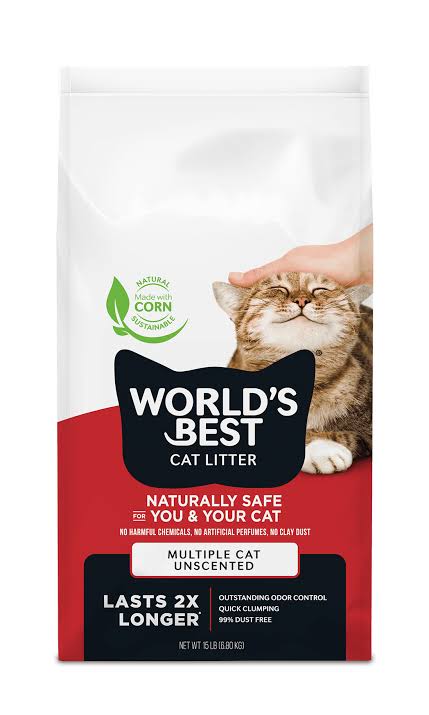 NATURAL
Made with
CORN
SUSTAINABLE
®
WORLD'S
BEST
CAT LITTER
NATURALLY SAFE
FOR YOU & YOUR CAT
NO HARMFUL CHEMICALS, NO ARTIFICIAL PERFUMES, NO CLAY DUST
MULTIPLE CAT
UNSCENTED
LASTS 2X
LONGER*
OUTSTANDING ODOR CONTROL
QUICK CLUMPING
99% DUST FREE
NET WT 15 LB (6.80 KG)